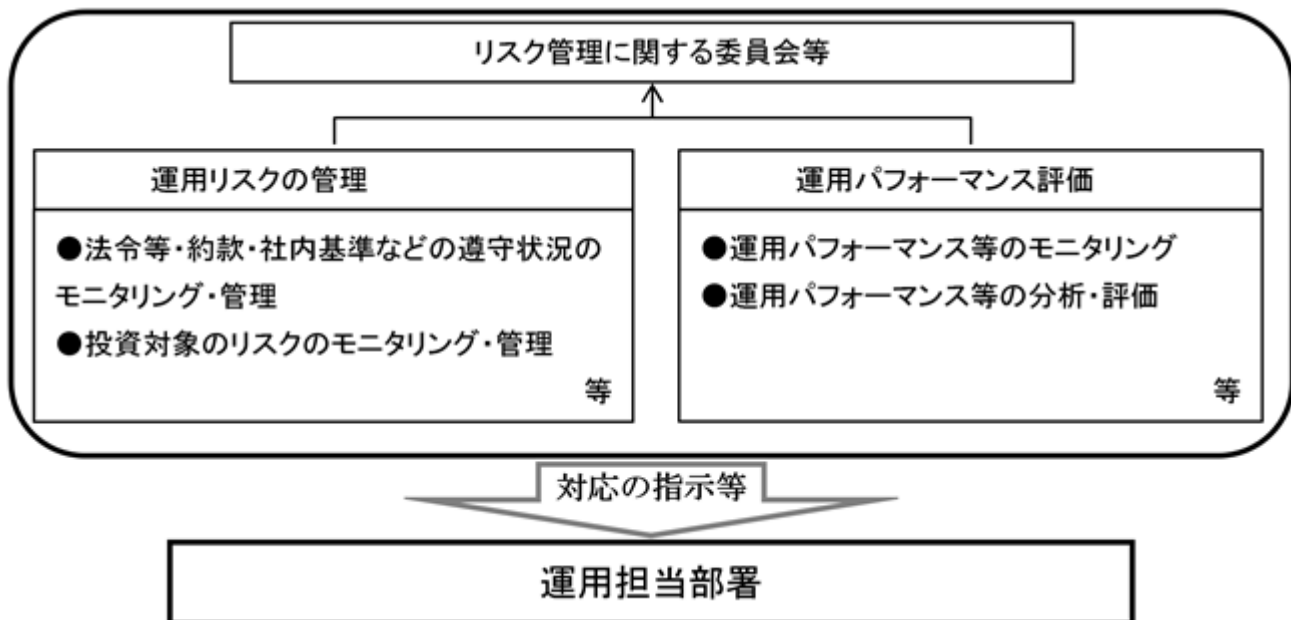 リスク管理に関する委員会等
運用リスクの管理
●法令等・約款・社内基準などの遵守状況の
モニタリング・管理
●投資対象のリスクのモニタリング・管理
等
運用パフォーマンス評価
●運用パフォーマンス等のモニタリング
●運用パフォーマンス等の分析・評価
等
対応の指示等
運用担当部署